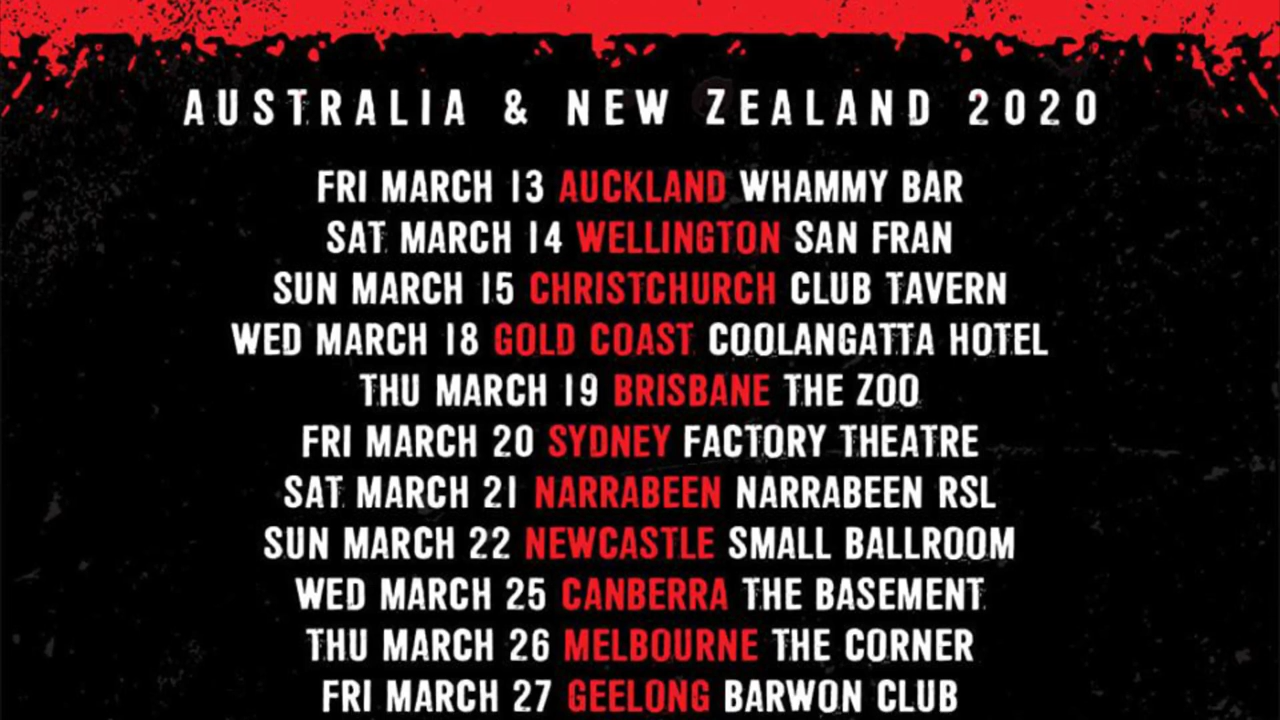 AUSTRALIA & NEW ZEALAND 2020
FRI MARCH 13 AUCKLAND WHAMMY BAR
SAT MARCH 14 WELLINGTON SAN FRAN
SUN MARCH 15 CHRISTCHURCH CLUB TAVERN
WED MARCH 18 GOLD COAST COOLANGATTA HOTEL
THU MARCH 19 BRISBANE THE ZOO
FRI MARCH 20 SYDNEY FACTORY THEATRE
SAT MARCH 21 NARRABEEN NARRABEEN RSL
SUN MARCH 22 NEWCASTLE SMALL BALLROOM
WED MARCH 25 CANBERRA THE BASEMENT
THU MARCH 26 MELBOURNE THE CORNER
FRI MARCH 27 GEELONG BARWON CLUB